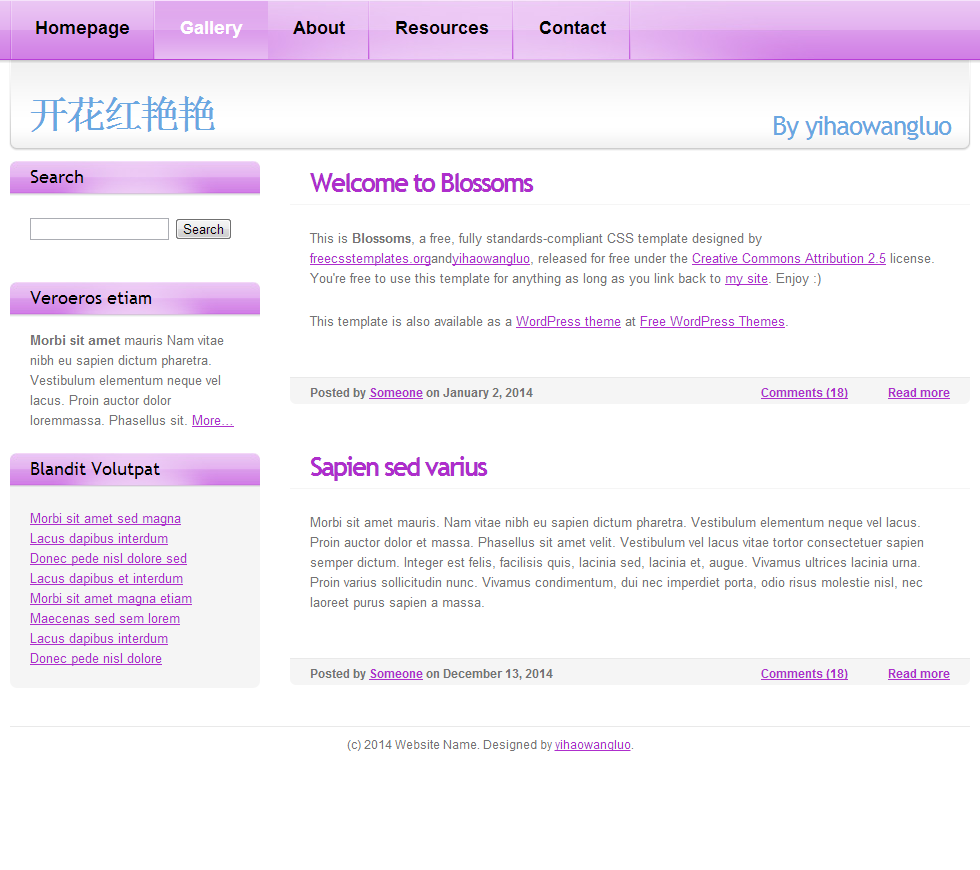 Homepage Gallery About Resources Contact
开花红艳艳
By yihaowangluo
Search
Search
Veroeros etiam
Morbi sit amet mauris Nam vitae
nibh eu sapien dictum pharetra.
Vestibulum elementum neque vel
lacus. Proin auctor dolor
loremmassa. Phasellus sit. More…
Blandit Volutpat
Morbi sit amet sed magna
Lacus dapibus interdum
Donec pede nisl dolore sed
Lacus dapibus et interdum
Morbi sit amet magna etiam
Maecenas sed sem lorem
Lacus dapibus interdum
Donec pede nisl dolore
Welcome to Blossoms
This is Blossoms, a free, fully standards-compliant CSS template designed by
freecsstemplates.organdyihaowangluo, released for free under the Creative Commons Attribution 2.5 license.
You're free to use this template for anything as long as you link back to my site. Enjoy :)
This template is also available as a WordPress theme at Free WordPress Themes.
Posted by Someone on January 2, 2014 Comments (18) Read more
Sapien sed varius
Morbi sit amet mauris. Nam vitae nibh eu sapien dictum pharetra. Vestibulum elementum neque vel lacus.
Proin auctor dolor et massa. Phasellus sit amet velit. Vestibulum vel lacus vitae tortor consectetuer sapien
semper dictum. Integer est felis, facilisis quis, lacinia sed, lacinia et, augue. Vivamus ultrices lacinia urna.
Proin varius sollicitudin nunc. Vivamus condimentum, dui nec imperdiet porta, odio risus molestie nisl, nec
laoreet purus sapien a massa.
Posted by Someone on December 13, 2014 Comments (18) Read more
(c) 2014 Website Name. Designed by yihaowangluo.